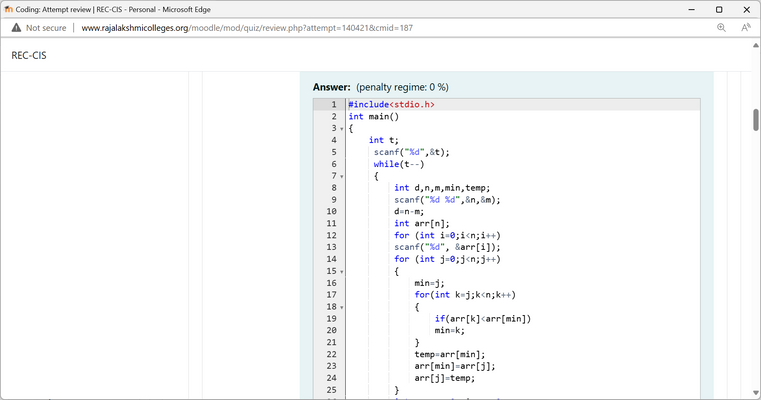 Coding: Attempt review | REC-CIS - Personal - Microsoft Edge
Not secure | www.rajalakshmicolleges.org/moodle/mod/quiz/review.php?attempt=140421&cmid=187
REC-CIS
Answer: (penalty regime: 0 %)
1 #include<stdio.h>
2 int main()
3 {
4 int t;
5 scanf("%d",&t);
6 while(t--)
7 {
8 int d,n,m,min,temp;
9 scanf("%d %d",&n,&m);
10 d=n-m;
11 int arr[n];
12 for (int i=0;i<n;i++)
13 scanf("%d", &arr[i]);
14 for (int j=0;j<n;j++)
15 {
16 min=j;
17 for(int k=j;k<n;k++)
18 {
19 if(arr[k]<arr[min])
20 min=k;
21 }
22 temp=arr[min];
23 arr[min]=arr[j];
24 arr[j]=temp;
25 }